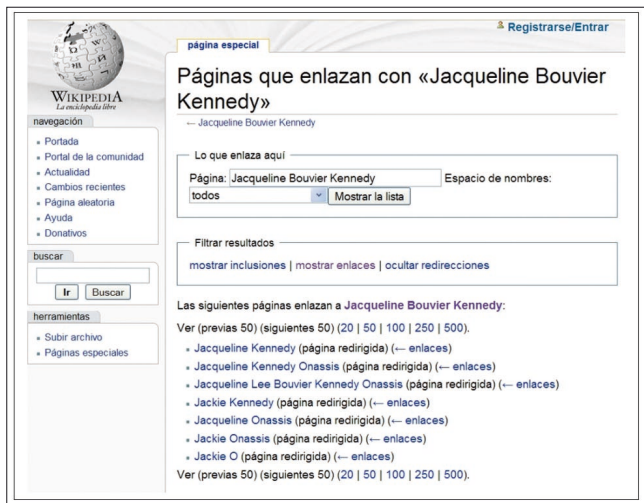 Registrarse/Entrar
página especial
WIKIPEDIA
La enciclopedia libre
navegación
Portada
Portal de la comunidad
Actualidad
Cambios recientes
Página aleatoria
Ayuda
Donativos
buscar
Ir Buscar
herramientas
Subir archivo
Páginas especiales
Páginas que enlazan con «Jacqueline Bouvier
Kennedy»
← Jacqueline Bouvier Kennedy
Lo que enlaza aquí
Página: Jacqueline Bouvier Kennedy Espacio de nombres:
todos Mostrar la lista
Filtrar resultados
mostrar inclusiones | mostrar enlaces | ocultar redirecciones
Las siguientes páginas enlazan a Jacqueline Bouvier Kennedy:
Ver (previas 50) (siguientes 50) (20 | 50 | 100 | 250 | 500).
Jacqueline Kennedy (página redirigida) (← enlaces)
Jacqueline Kennedy Onassis (página redirigida) (← enlaces)
Jacqueline Lee Bouvier Kennedy Onassis (página redirigida) (← enlaces)
Jackie Kennedy (página redirigida) (← enlaces)
Jacqueline Onassis (página redirigida) (← enlaces)
Jackie Onassis (página redirigida) (← enlaces)
Jackie O (página redirigida) (← enlaces)
Ver (previas 50) (siguientes 50) (20 | 50 | 100 | 250 | 500).